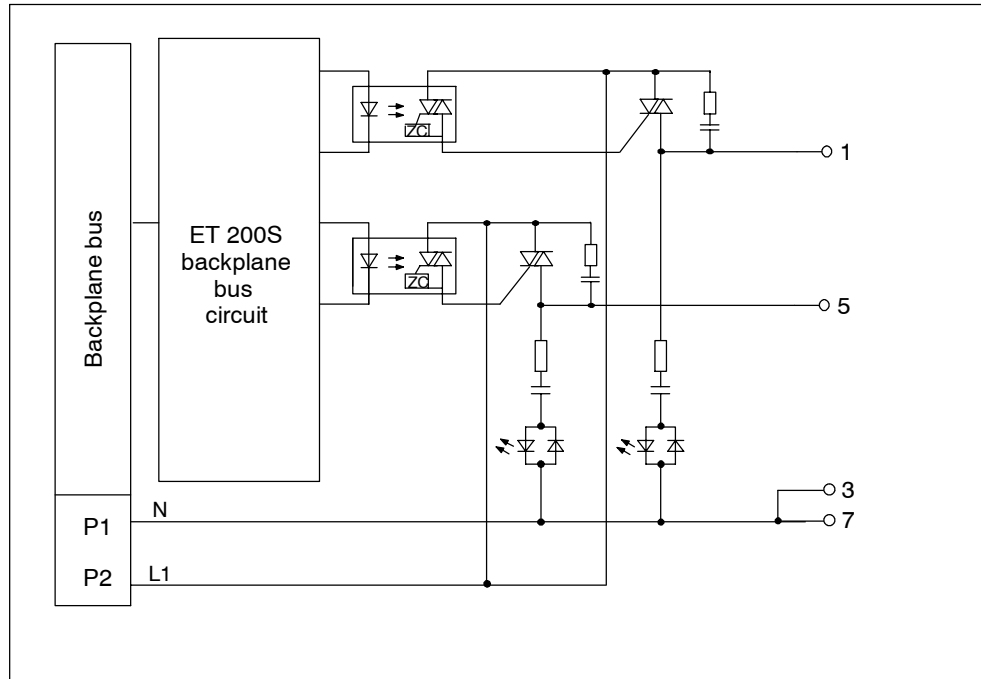 Backplane bus
ET 200S
backplane
bus
circuit
ZC
ZC
1
5
3
7
P1
N
P2
L1